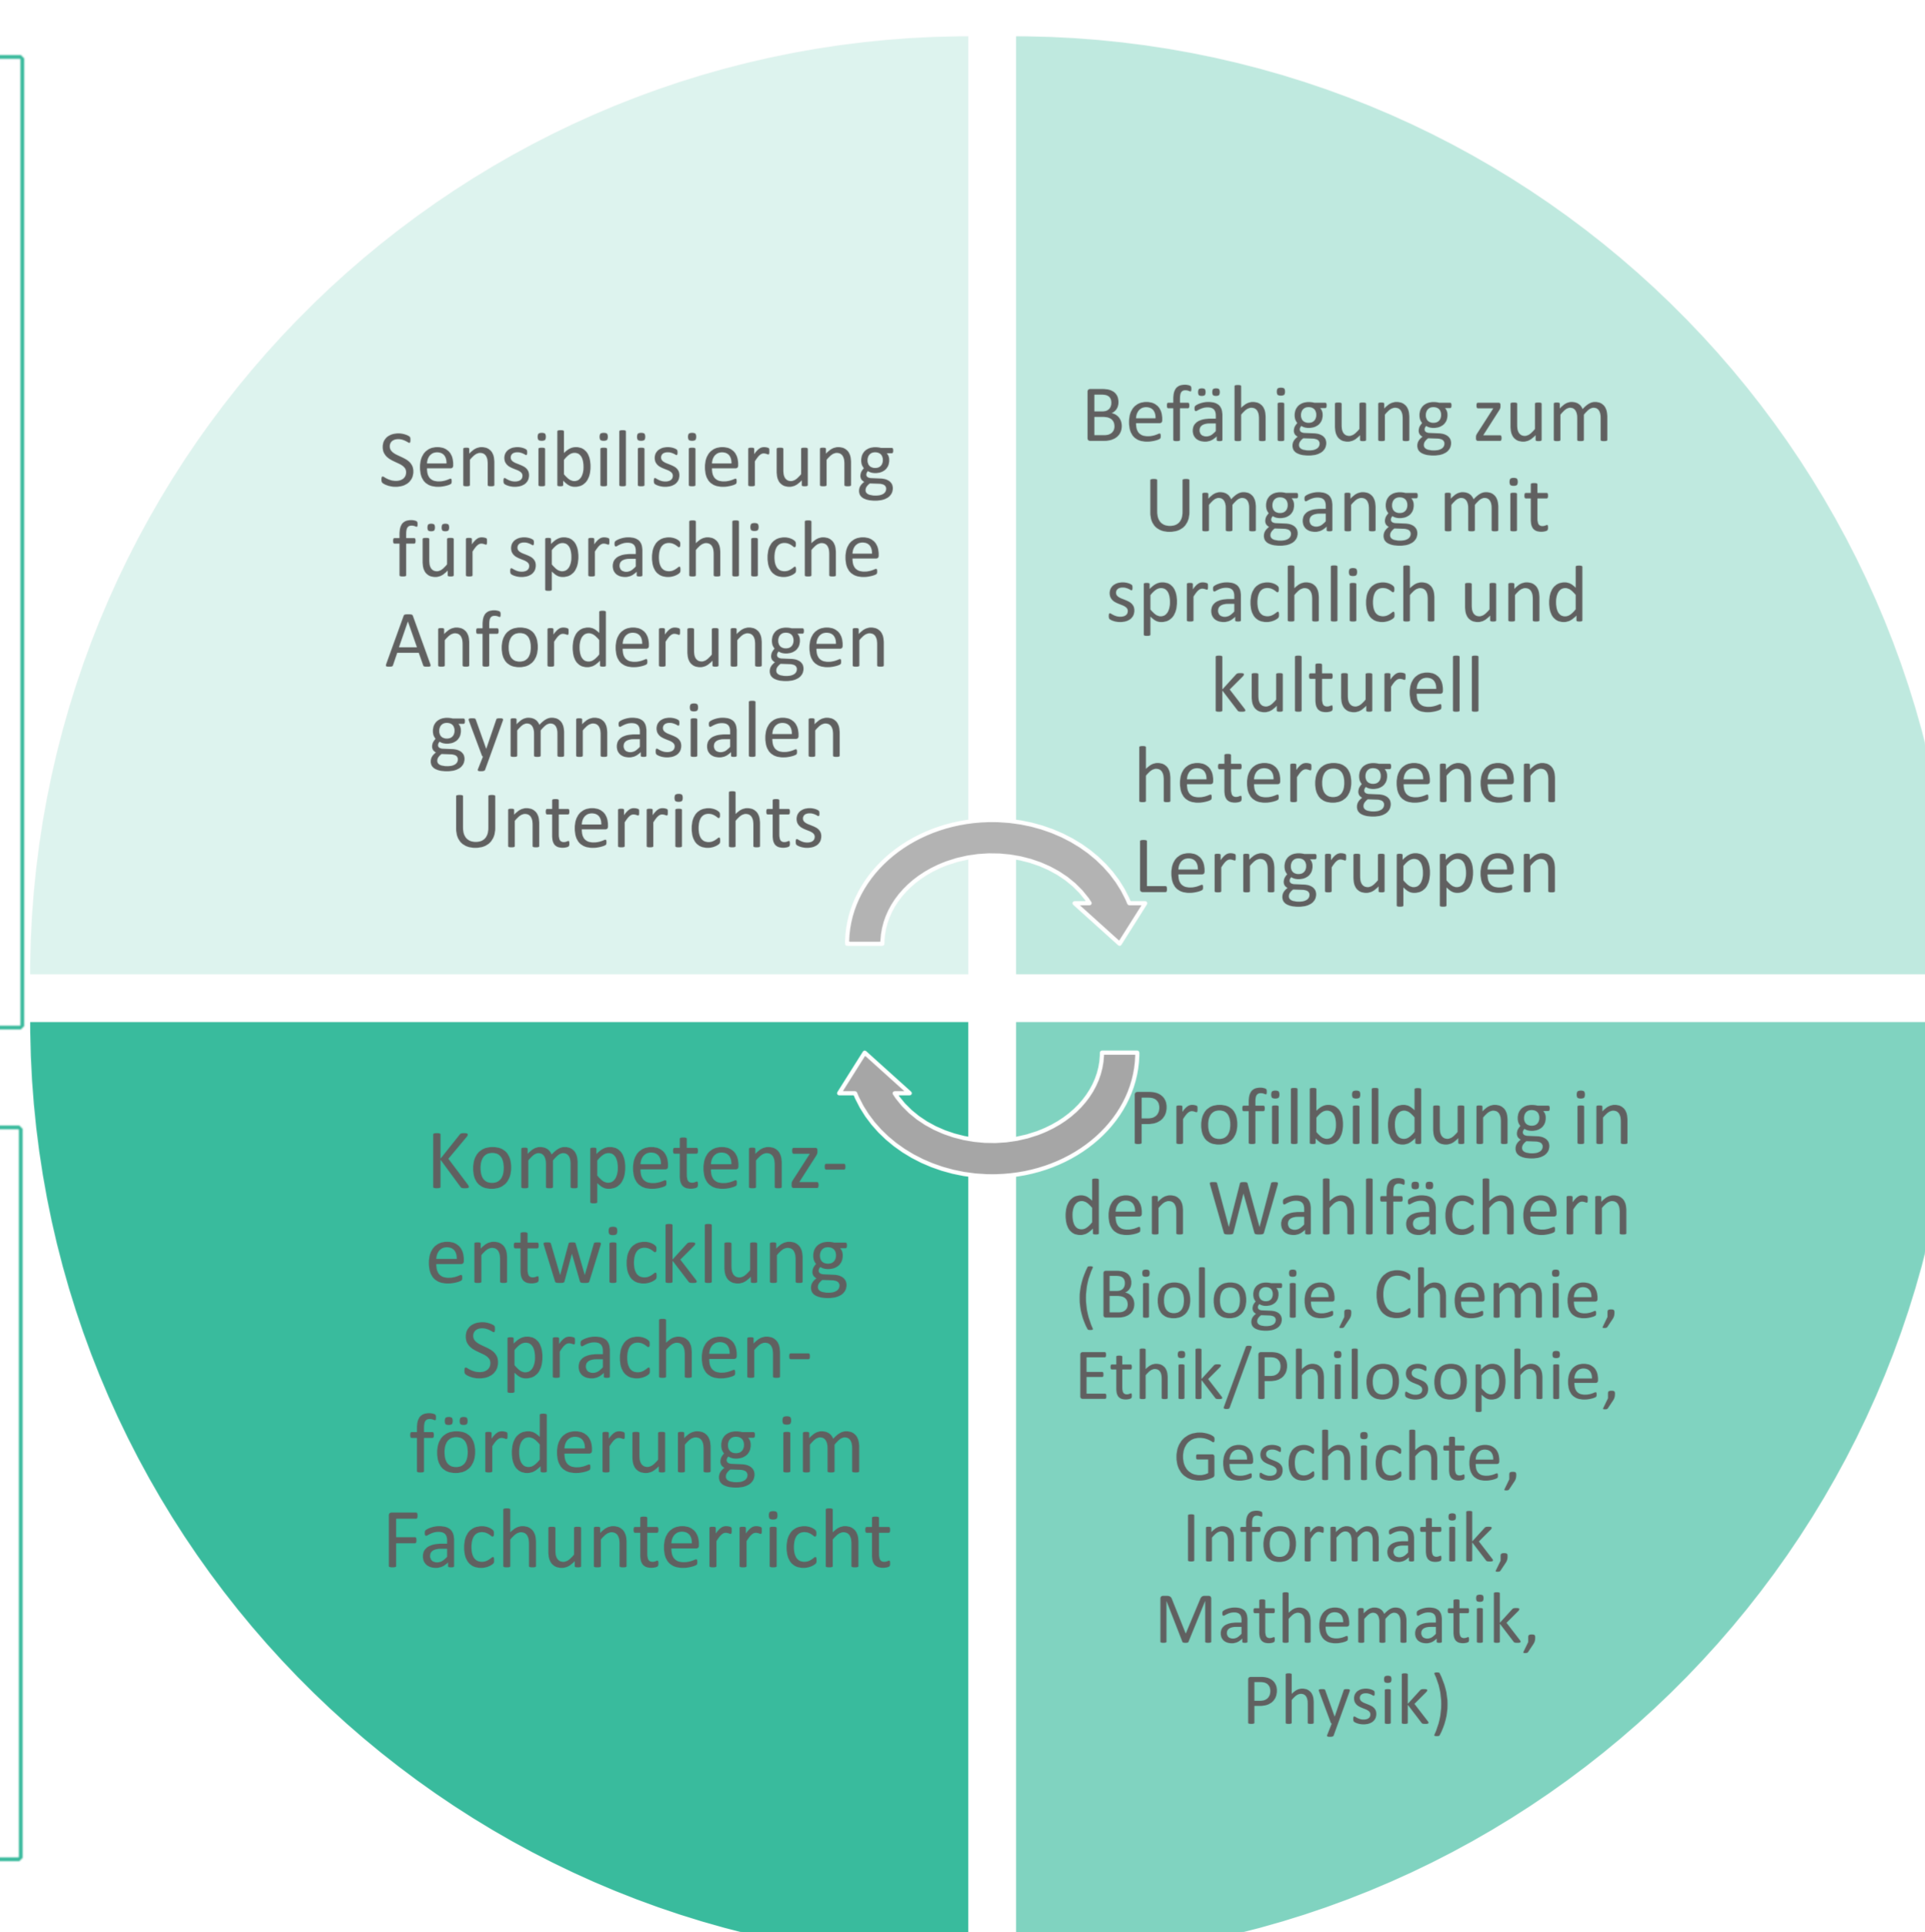 Sensibilisierung
für sprachliche
Anforderungen
gymnasialen
Unterrichts
Befähigung zum
Umgang mit
sprachlich und
kulturell
heterogenen
Lerngruppen
Kompetenz-
entwicklung
Sprachen-
förderung im
Fachunterricht
Profilbildung in
den Wahlfächern
(Biologie, Chemie,
Ethik/Philosophie,
Geschichte,
Informatik,
Mathematik,
Physik)